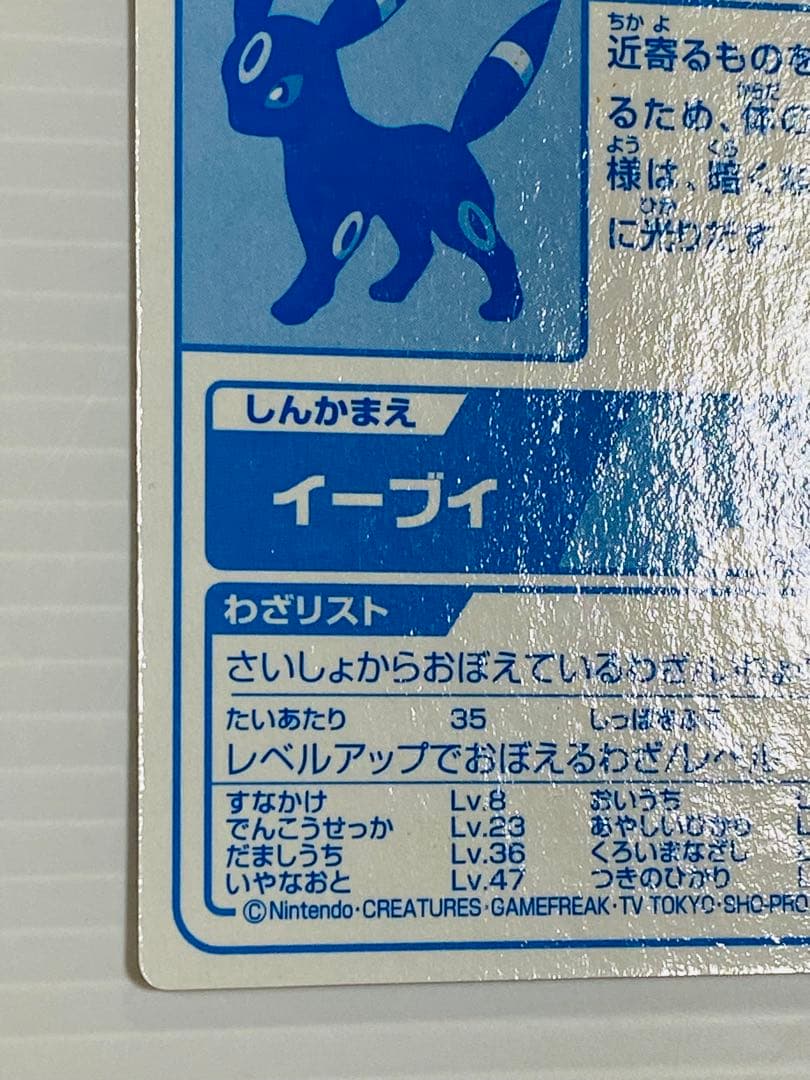 近寄るものを
るため、体の
様は、暗く
に光りだす。
しんかまえ
イーブイ
わざリスト
さいしょからおぼえているわざ/
たいあたり 35 しっぽをふる
レベルアップでおぼえるわざ/レベル
すなかけ Lv.8 おいうち
でんこうせっか Lv.23 あやしいひかり
だましうち Lv.36 くろいまなざし
いやなおと Lv.47 つきのひかり
©Nintendo・CREATURES・GAMEFREAK・TV TOKYO・SHO-PRO